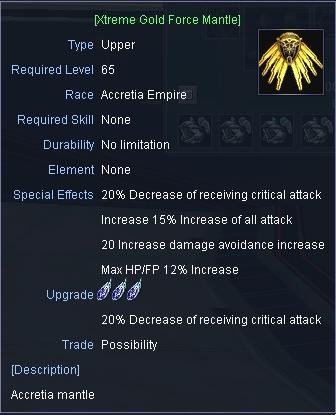 [Xtreme Gold Force Mantle]
Type Upper
Required Level 65
Race Accretia Empire
Required Skill None
Durability No limitation
Element None
Special Effects 20% Decrease of receiving critical attack
Increase 15% Increase of all attack
20 Increase damage avoidance increase
Max HP/FP 12% Increase
Upgrade
20% Decrease of receiving critical attack
Trade Possibility
[Description]
Accretia mantle